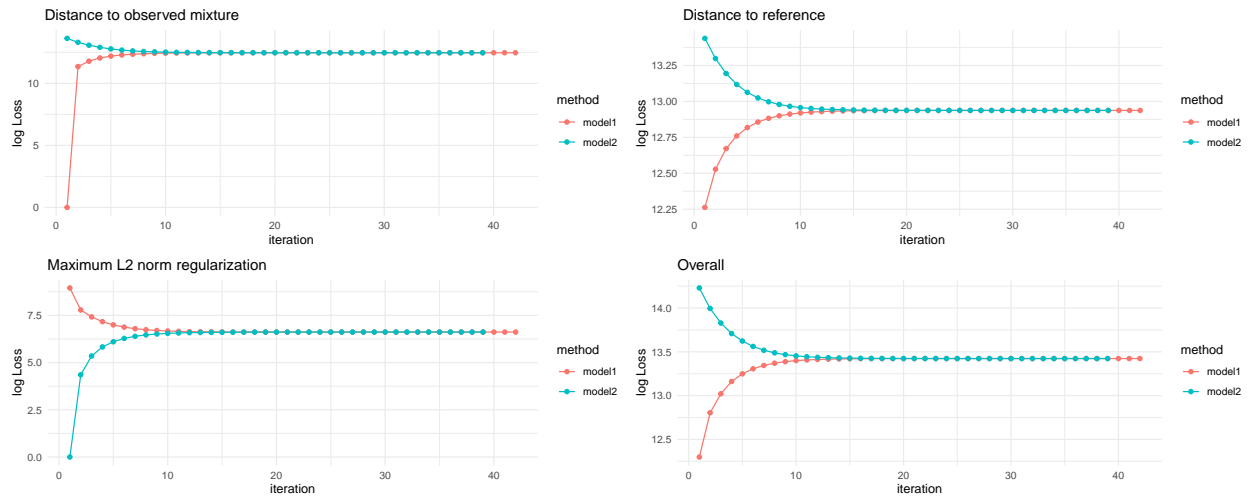 Distance to observed mixture
log Loss
10
5
0
0
10
20
30
40
iteration
method
model1
model2
Distance to reference
log Loss
13.25
13.00
12.75
12.50
12.25
0
10
20
30
40
iteration
method
model1
model2
Maximum L2 norm regularization
log Loss
7.5
5.0
2.5
0.0
0
10
20
30
40
iteration
method
model1
model2
Overall
log Loss
14.0
13.5
13.0
12.5
0
10
20
30
40
iteration
method
model1
model2